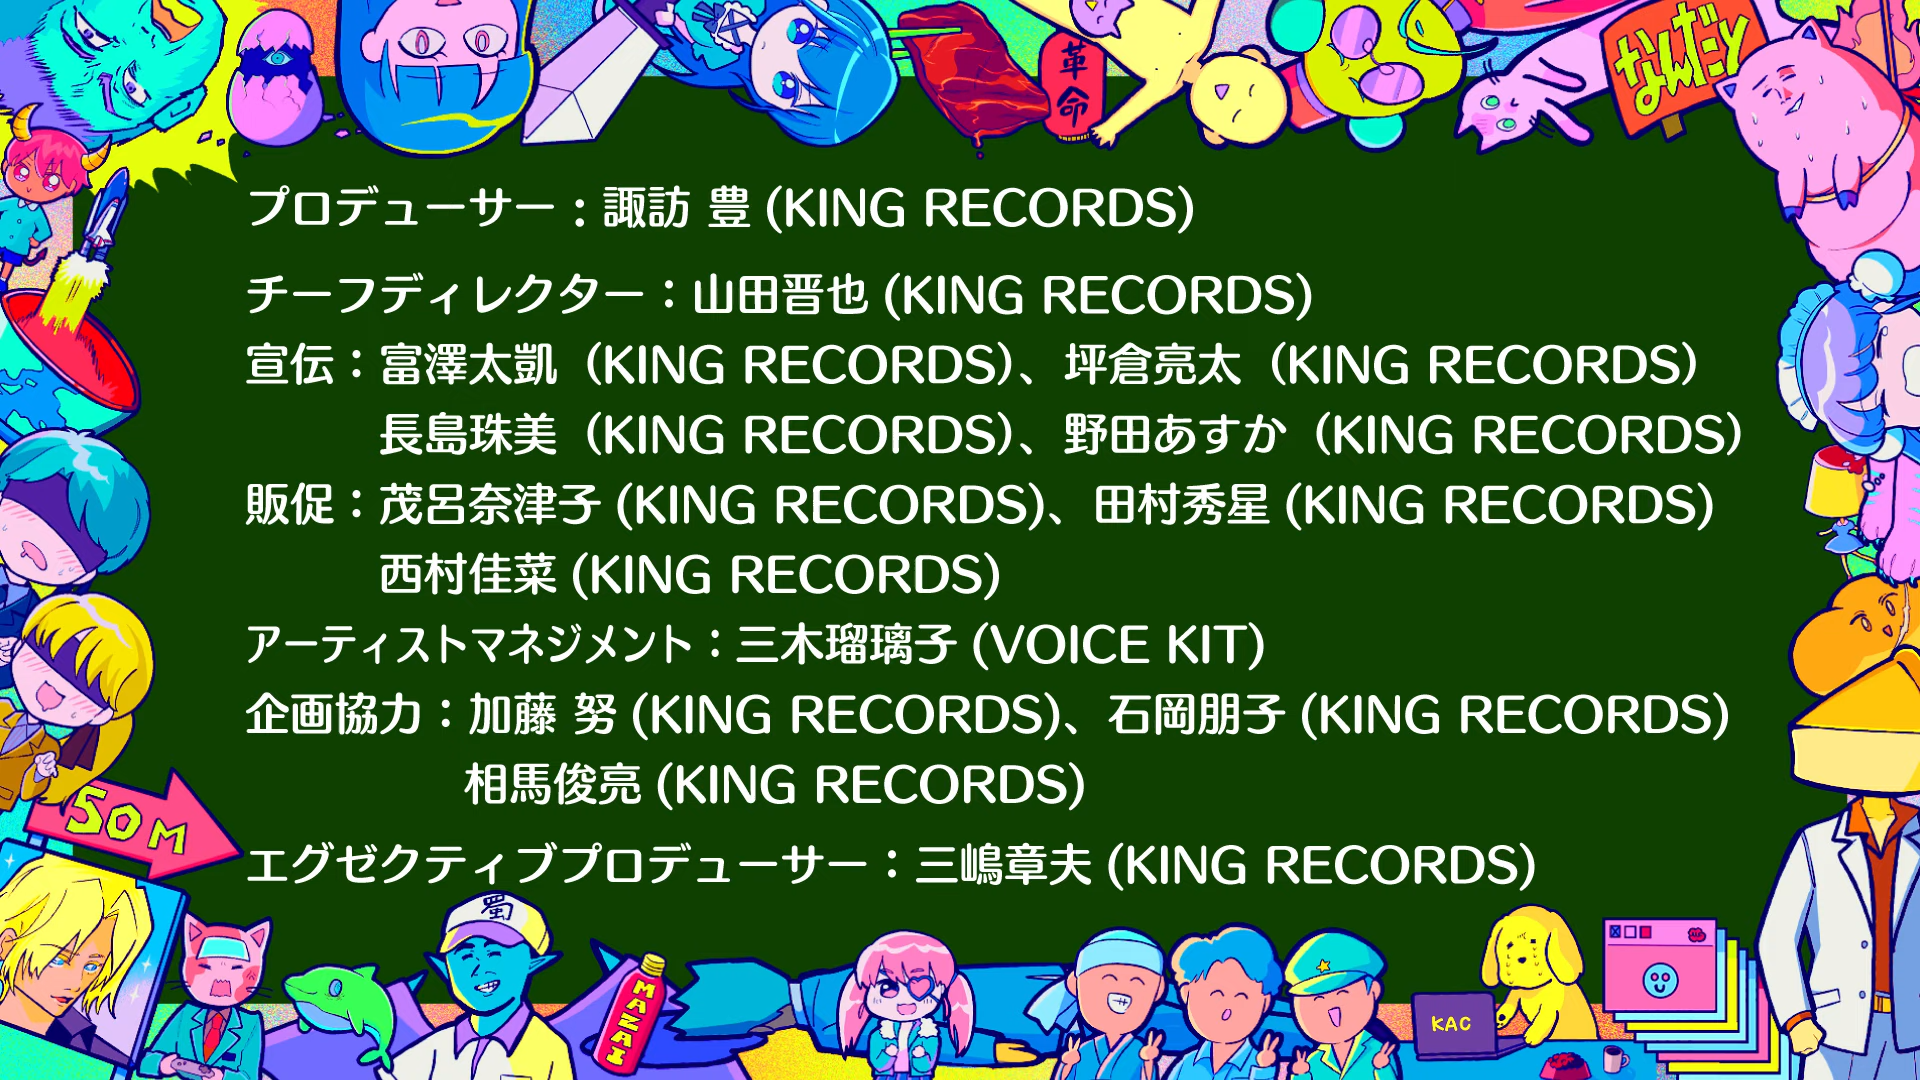 なんだと
革命
プロデューサー：諏訪 豊 (KING RECORDS)
チーフディレクター：山田晋也 (KING RECORDS)
宣伝：富澤太凱（KING RECORDS）、坪倉亮太（KING RECORDS）
長島珠美（KING RECORDS）、野田あすか（KING RECORDS）
販促：茂呂奈津子 (KING RECORDS)、田村秀星 (KING RECORDS)
西村佳菜 (KING RECORDS)
アーティストマネジメント：三木瑠璃子 (VOICE KIT)
企画協力：加藤 努 (KING RECORDS)、石岡朋子 (KING RECORDS)
相馬俊亮 (KING RECORDS)
エグゼクティブプロデューサー：三嶋章夫 (KING RECORDS)
50M
蜀
MAZAI
KAC